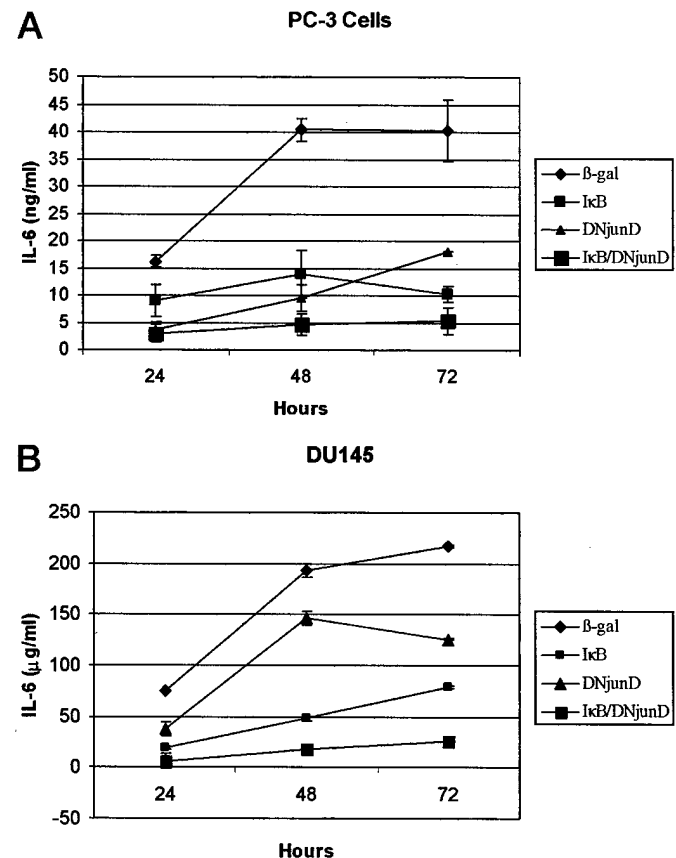 A
PC-3 Cells
IL-6 (ng/ml)
50
45
40
35
30
25
20
15
10
5
0
24
48
72
Hours
ß-gal
IκB
DNjunD
IκB/DNjunD
B
DU145
IL-6 (µg/ml)
250
200
150
100
50
0
-50
24
48
72
Hours
ß-gal
IκB
DNjunD
IκB/DNjunD